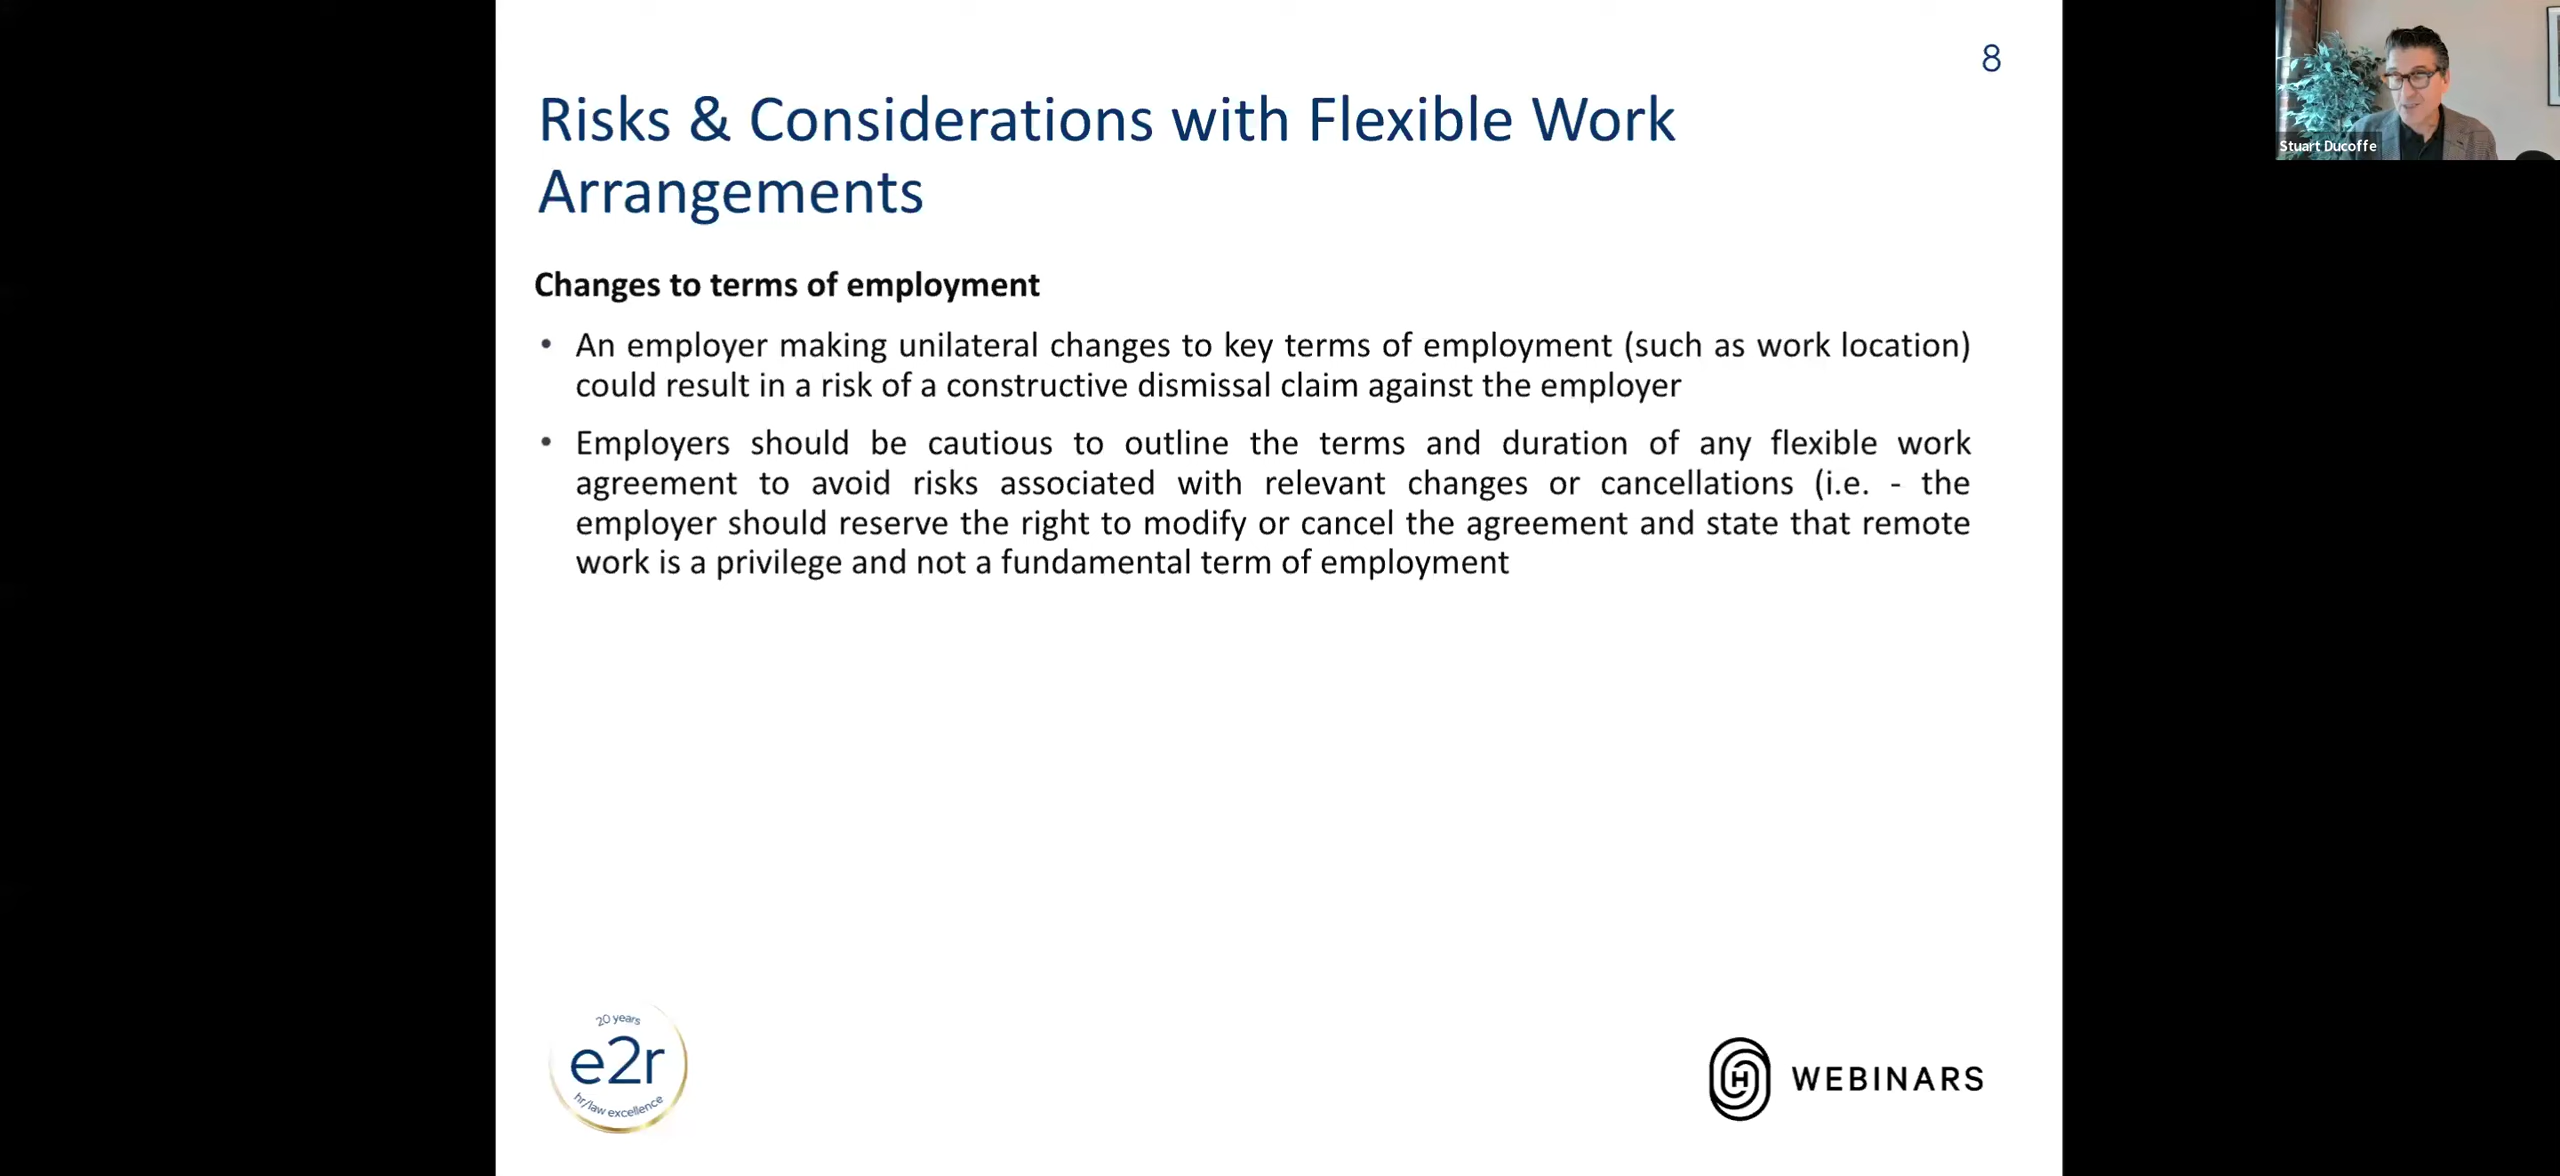 8
Risks & Considerations with Flexible Work
Arrangements
Stuart Ducoffe
Changes to terms of employment
• An employer making unilateral changes to key terms of employment (such as work location)
could result in a risk of a constructive dismissal claim against the employer
• Employers should be cautious to outline the terms and duration of any flexible work
agreement to avoid risks associated with relevant changes or cancellations (i.e. - the
employer should reserve the right to modify or cancel the agreement and state that remote
work is a privilege and not a fundamental term of employment
20 years
e2r
hr/law excellence
H WEBINARS